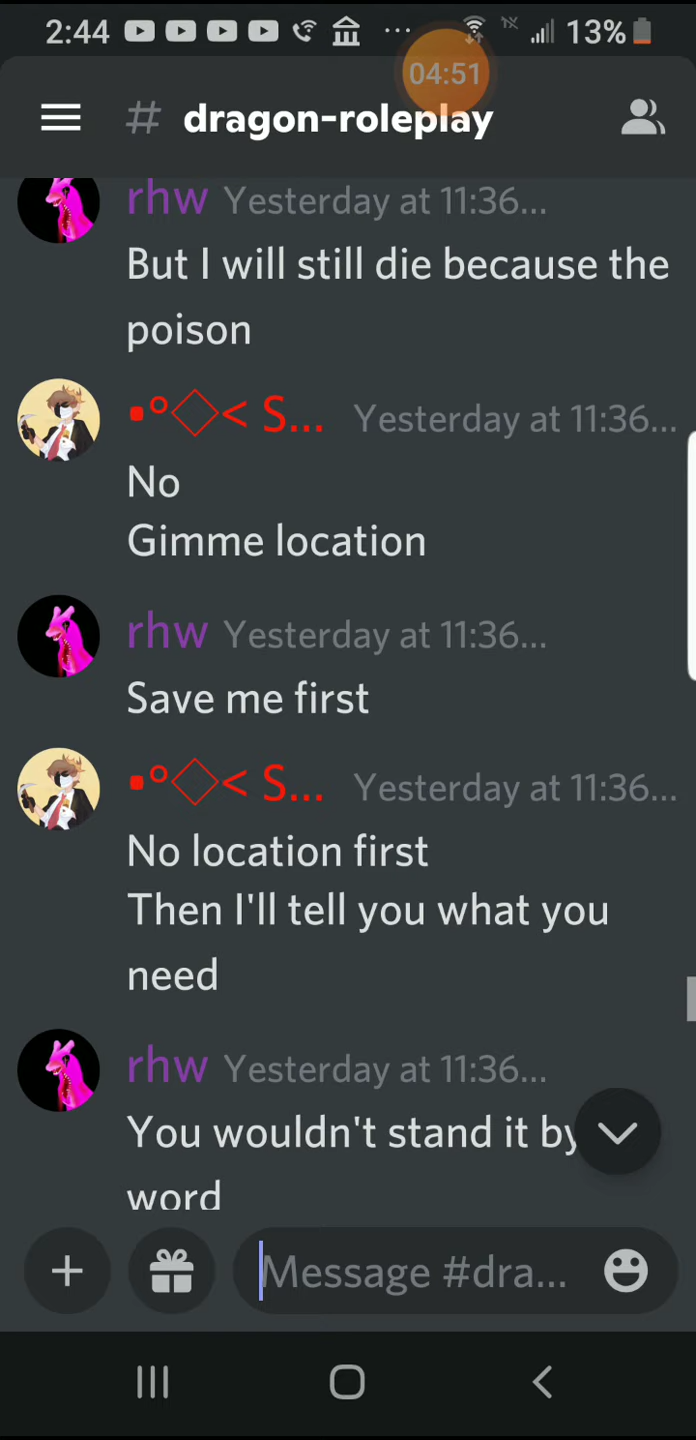 2:44 ... 13%
04:51
# dragon-roleplay
rhw Yesterday at 11:36...
But I will still die because the
poison
▪°◇< S... Yesterday at 11:36...
No
Gimme location
rhw Yesterday at 11:36...
Save me first
▪°◇< S... Yesterday at 11:36...
No location first
Then I'll tell you what you
need
rhw Yesterday at 11:36...
You wouldn't stand it by
word
Message #dra...